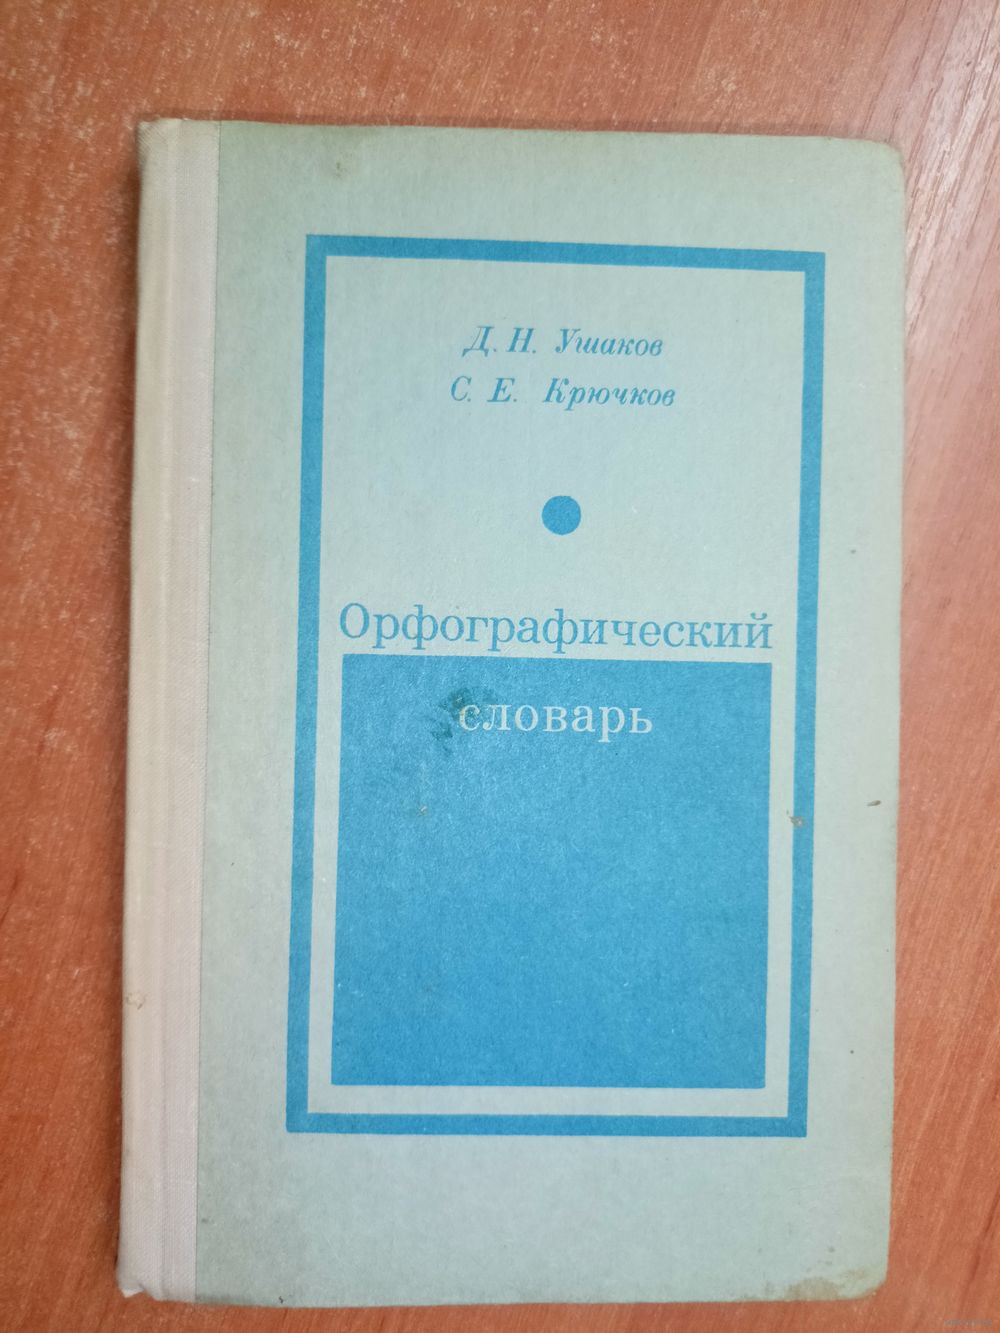 Д. Н. Ушаков
С. Е. Крючков
Орфографический
словарь